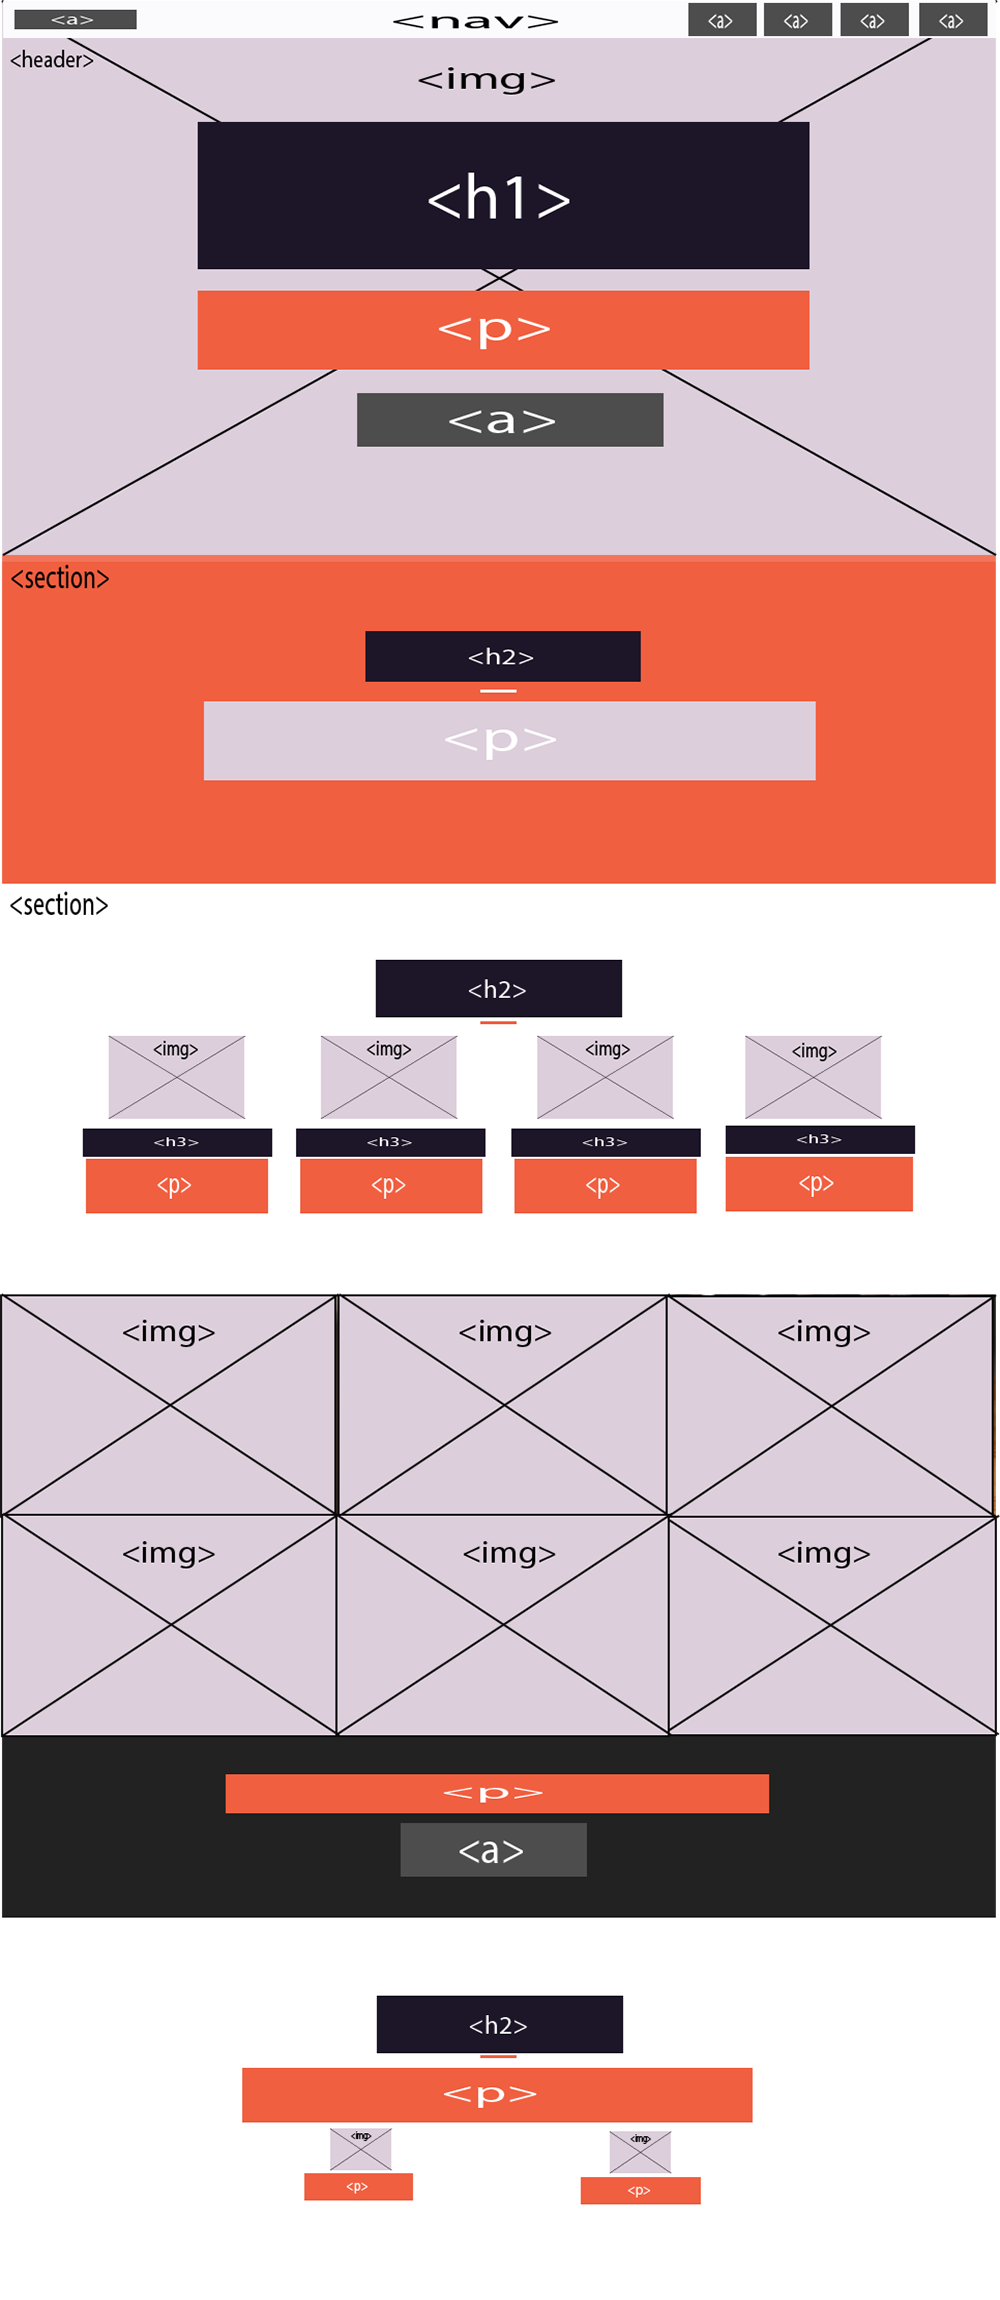 <a> <nav> <a> <a> <a> <a>
<header>
<img>
<h1>
<p>
<a>
<section>
<h2>
<p>
<section>
<h2>
<img> <img> <img> <img>
<h3> <h3> <h3> <h3>
<p> <p> <p> <p>
<img> <img> <img>
<img> <img> <img>
<p>
<a>
<h2>
<p>
<img> <img>
<p> <p>